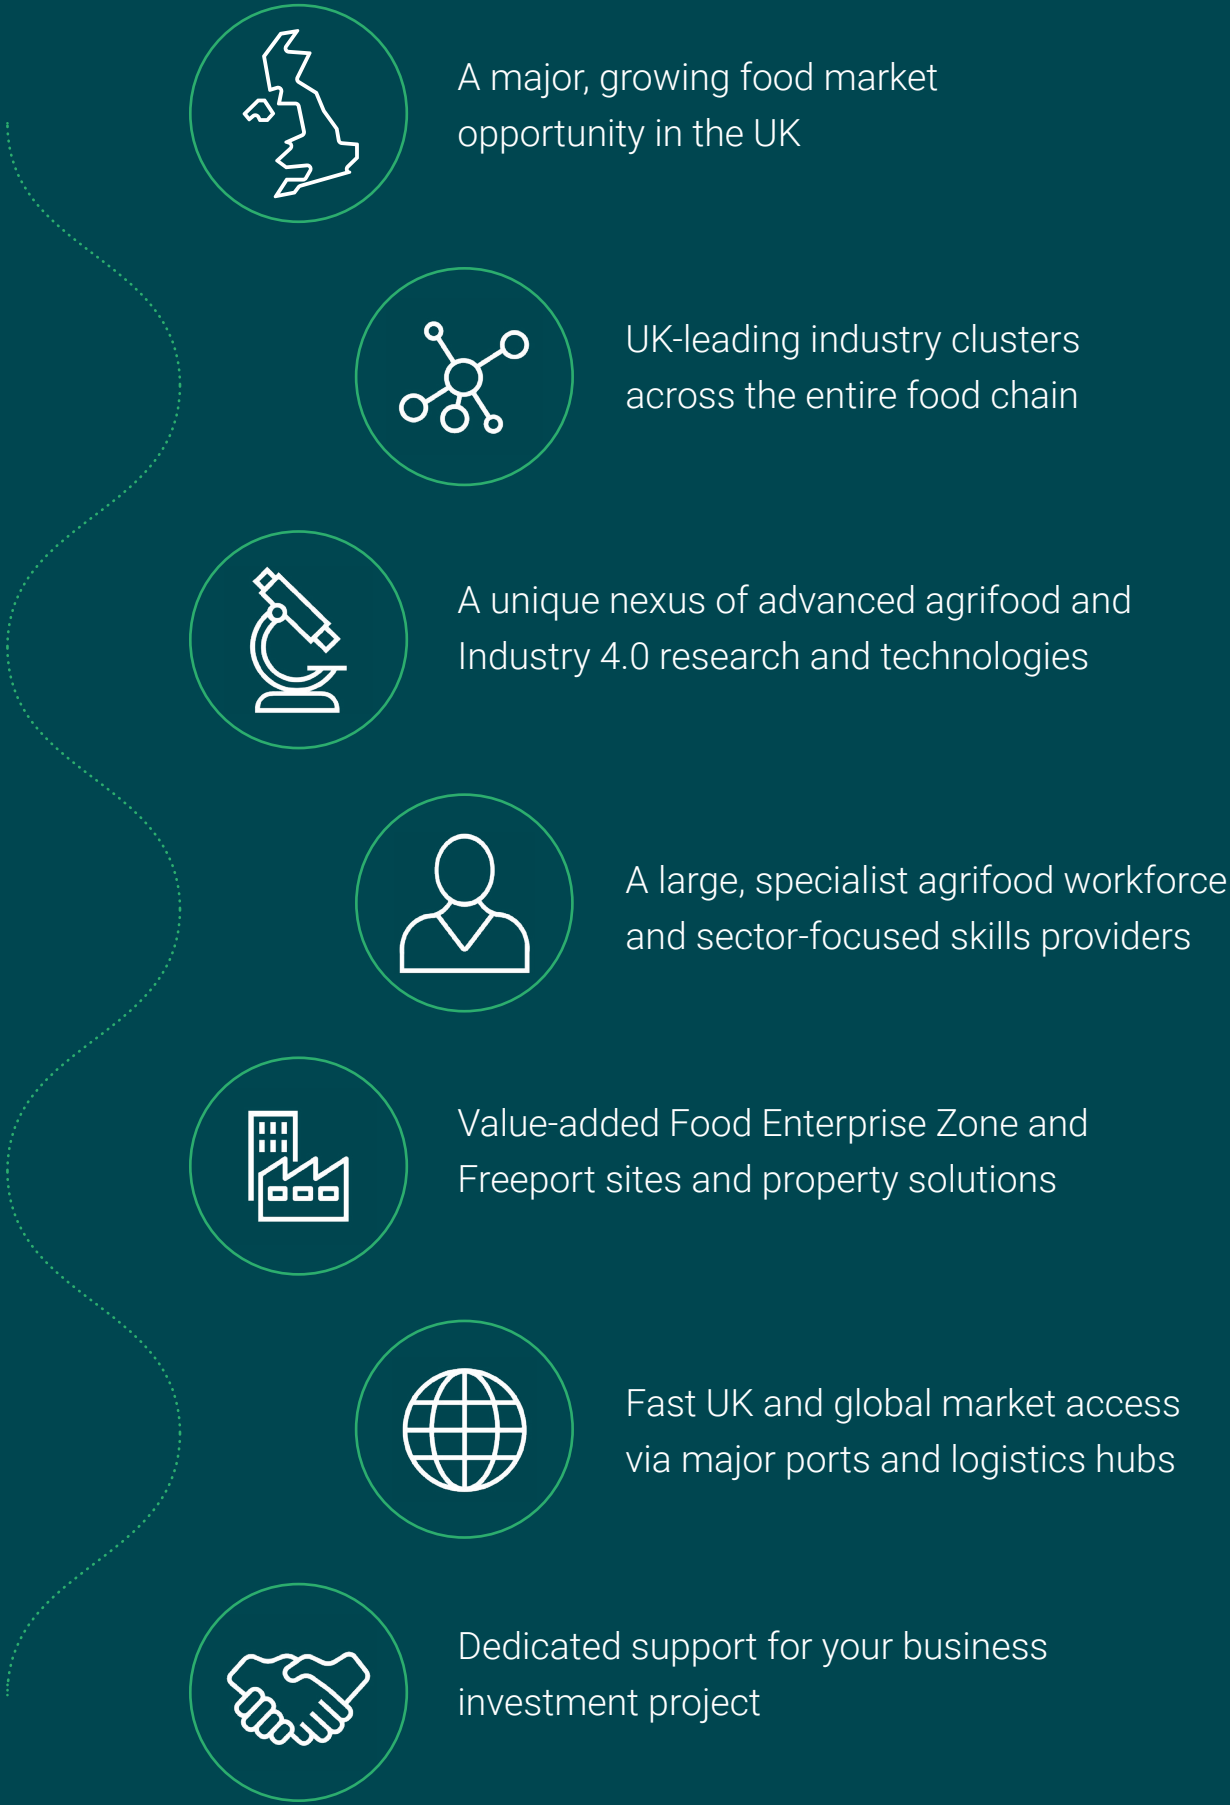 A major, growing food market
opportunity in the UK
UK-leading industry clusters
across the entire food chain
A unique nexus of advanced agrifood and
Industry 4.0 research and technologies
A large, specialist agrifood workforce
and sector-focused skills providers
Value-added Food Enterprise Zone and
Freeport sites and property solutions
Fast UK and global market access
via major ports and logistics hubs
Dedicated support for your business
investment project